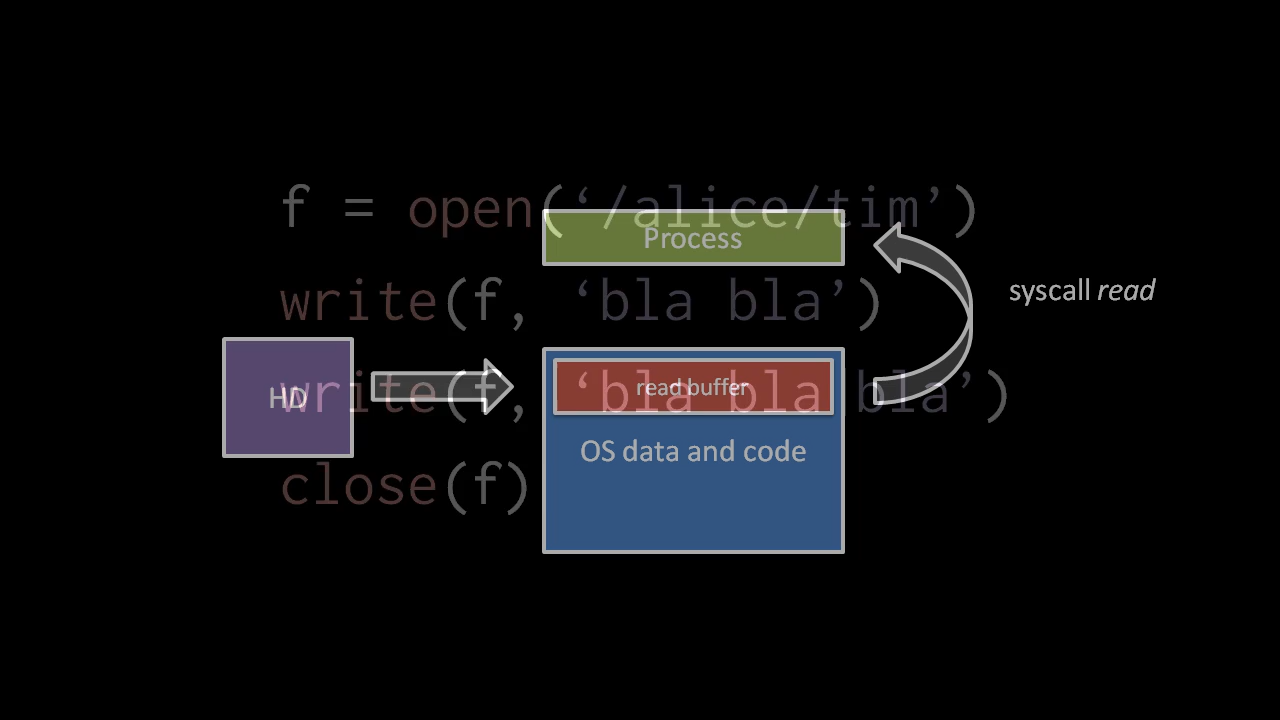 f = open(‘/alice/tim’)
Process
write(f, ‘bla bla’)
syscall read
HD
write(f, ‘bla bla bla’)
read buffer
OS data and code
close(f)